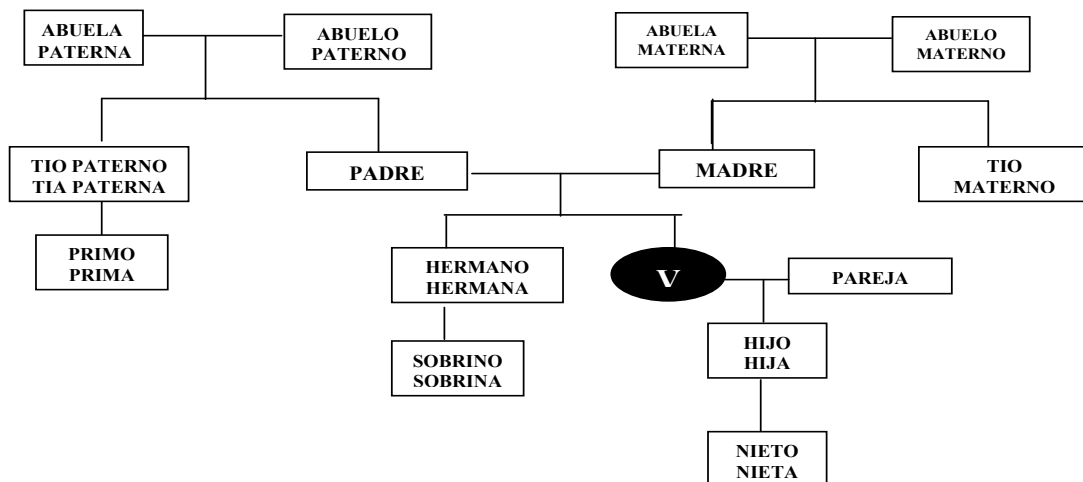 ABUELA
PATERNA
ABUELO
PATERNO
ABUELA
MATERNA
ABUELO
MATERNO
TIO PATERNO
TIA PATERNA
PADRE
MADRE
TIO
MATERNO
PRIMO
PRIMA
HERMANO
HERMANA
V
PAREJA
SOBRINO
SOBRINA
HIJO
HIJA
NIETO
NIETA